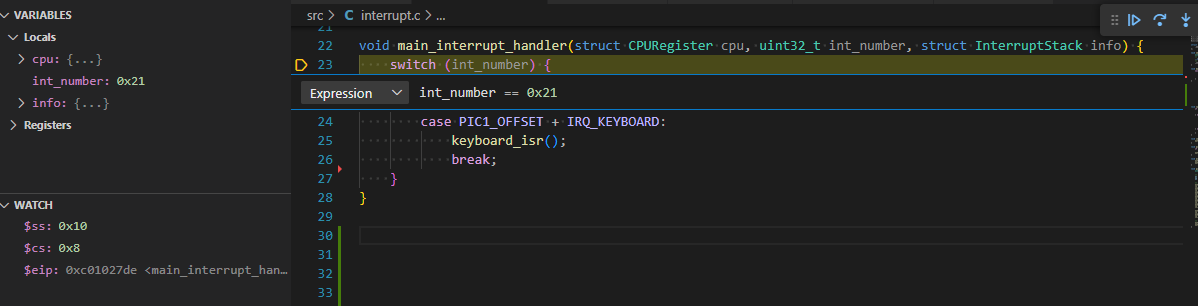 VARIABLES
Locals
cpu: {...}
int_number: 0x21
info: {...}
Registers
WATCH
$ss: 0x10
$cs: 0x8
$eip: 0xc01027de <main_interrupt_han...
src > C interrupt.c > ...
21
22 void main_interrupt_handler(struct CPURegister cpu, uint32_t int_number, struct InterruptStack info) {
23 switch (int_number) {
Expression int_number == 0x21
24 case PIC1_OFFSET + IRQ_KEYBOARD:
25 keyboard_isr();
26 break;
27 }
28 }
29
30
31
32
33